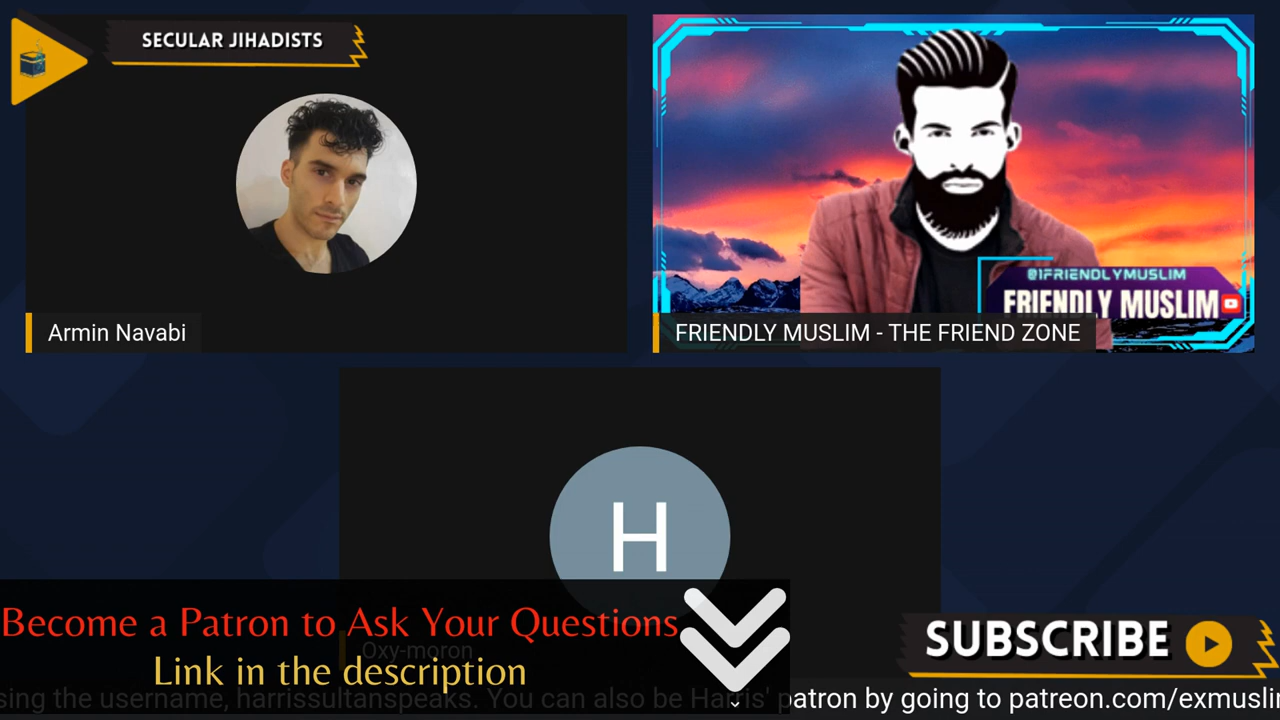 SECULAR JIHADISTS
Armin Navabi
@1FRIENDLYMUSLIM
FRIENDLY MUSLIM
FRIENDLY MUSLIM - THE FRIEND ZONE
H
Become a Patron to Ask Your Questions
Oxy-moron
Link in the description
SUBSCRIBE
sing the username, harrissultanspeaks. You can also be Harris' patron by going to patreon.com/exmusli